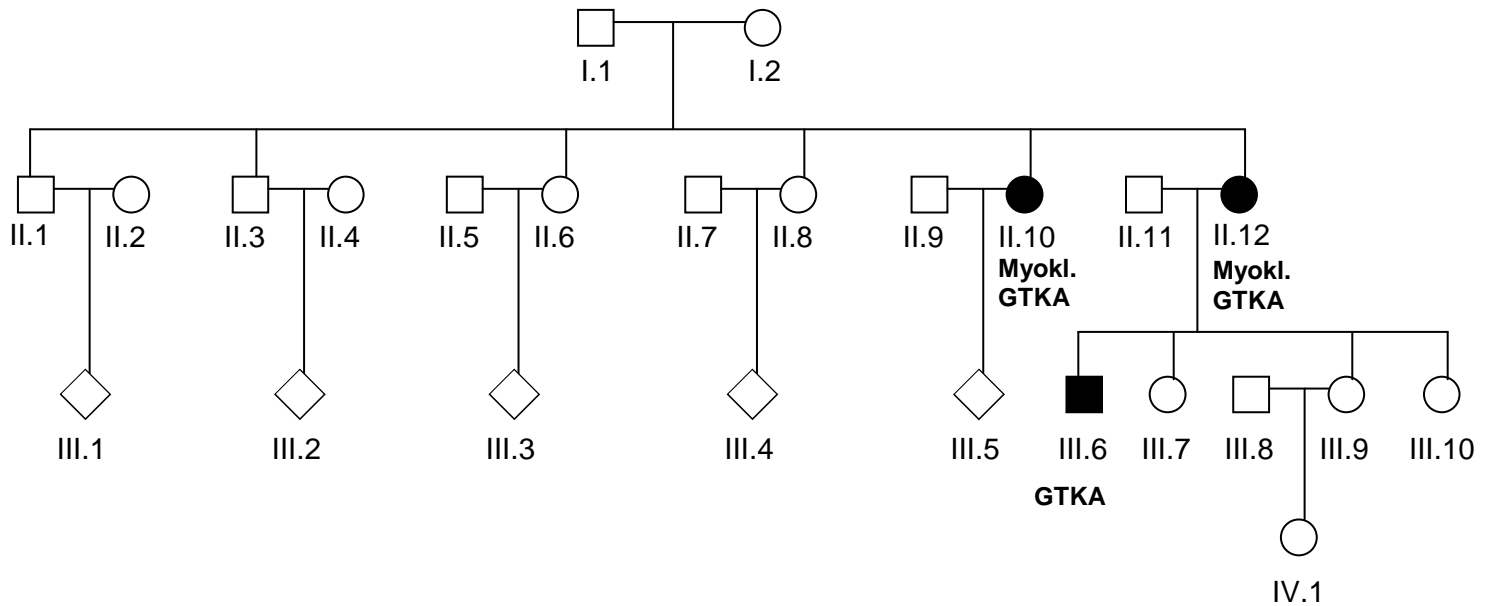 I.1 I.2
II.1 II.2 II.3 II.4 II.5 II.6 II.7 II.8 II.9 II.10 II.11 II.12
Myokl. Myokl.
GTKA GTKA
III.1 III.2 III.3 III.4 III.5 III.6 III.7 III.8 III.9 III.10
GTKA
IV.1